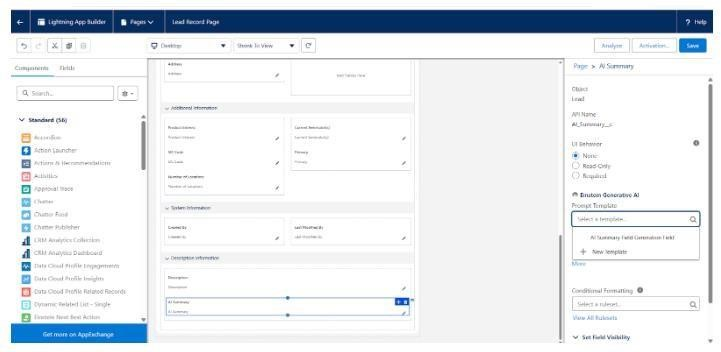 Lightning App Builder
Pages
Lead Record Page
? Help
Desktop
Shrink To View
Analyze
Activation...
Save
Components
Fields
Search...
Standard (56)
Accordion
Action Launcher
Actions & Recommendations
Activities
Approval Trace
Chatter
Chatter Feed
Chatter Publisher
CRM Analytics Collection
CRM Analytics Dashboard
Data Cloud Profile Engagements
Data Cloud Profile Insights
Data Cloud Profile Related Records
Dynamic Related List - Single
Einstein Next Best Action
Get more on AppExchange
Address
Address
Add Field(s) Here
Additional Information
Product Interest
Product Interest
Current Generator(s)
Current Generator(s)
SIC Code
SIC Code
Primary
Primary
Number of Locations
Number of Locations
System Information
Created By
Created By
Last Modified By
Last Modified By
Description Information
Description
Description
AI Summary
AI Summary
Page > AI Summary
Object
Lead
API Name
AI_Summary__c
UI Behavior
None
Read-Only
Required
Einstein Generative AI
Prompt Template
Select a template...
AI Summary Field Generation Field
+ New Template
More
Conditional Formatting
Select a ruleset...
View All Rulesets
Set Field Visibility